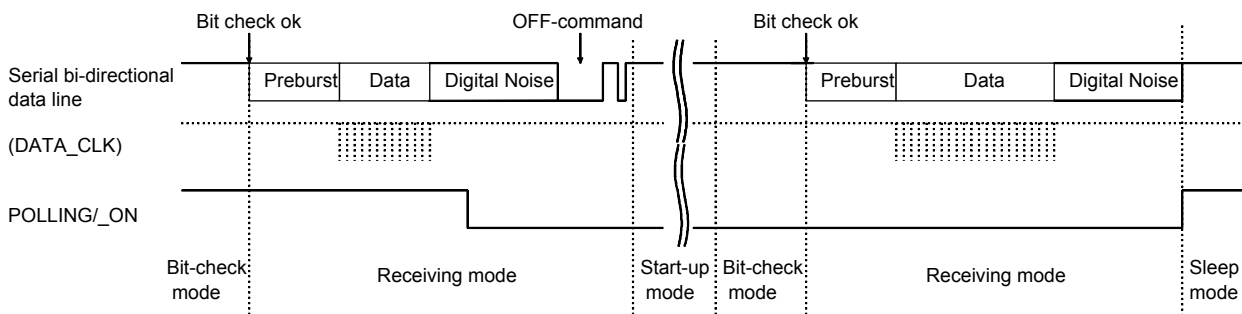 Bit check ok
OFF-command
Bit check ok
Serial bi-directional
data line
Preburst
Data
Digital Noise
Preburst
Data
Digital Noise
(DATA_CLK)
POLLING/_ON
Bit-check
mode
Receiving mode
Start-up
mode
Bit-check
mode
Receiving mode
Sleep
mode